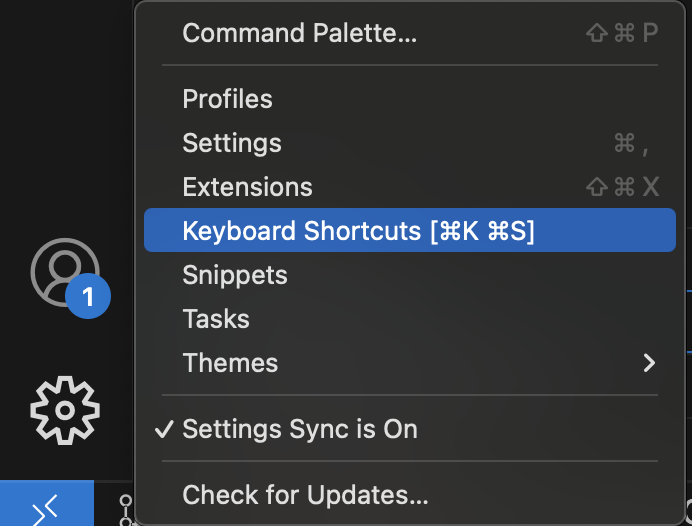 Command Palette... ⇧⌘P
Profiles
Settings ⌘,
Extensions ⇧⌘X
Keyboard Shortcuts [⌘K ⌘S]
Snippets
Tasks
Themes
✓ Settings Sync is On
Check for Updates...
1